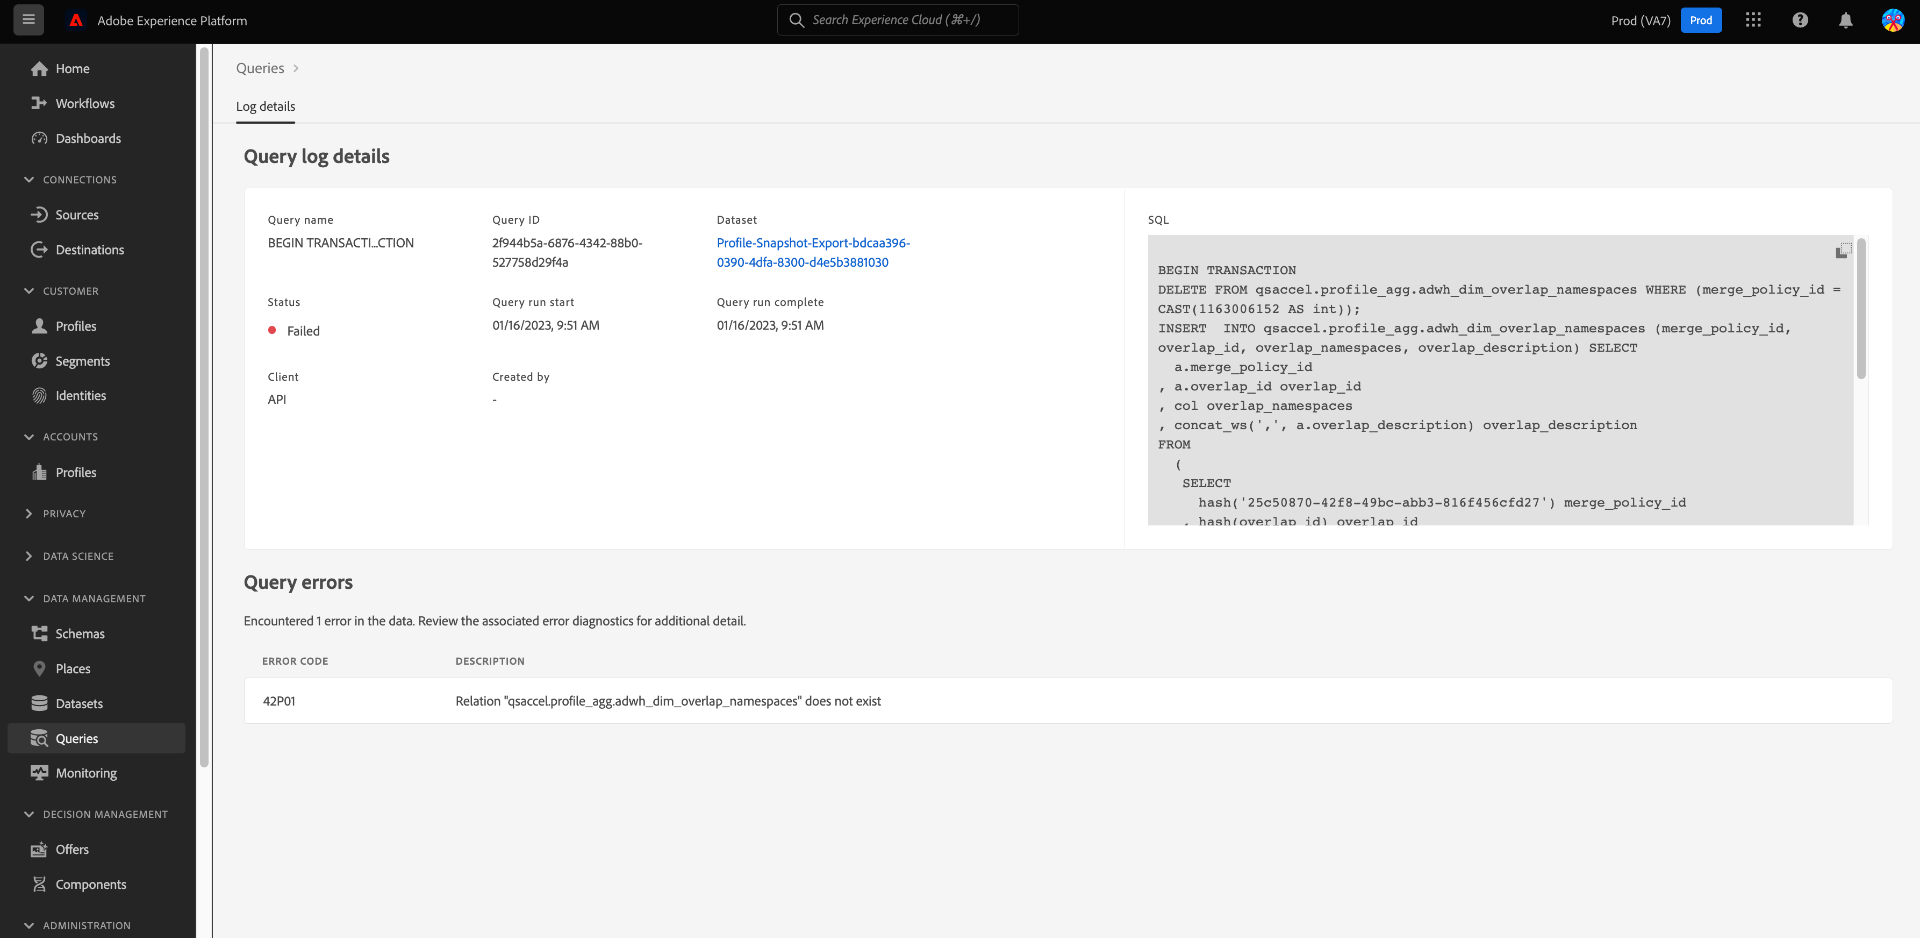 Adobe Experience Platform
Search Experience Cloud (⌘+/)
Prod (VA7)
Prod
Home
Workflows
Dashboards
CONNECTIONS
Sources
Destinations
CUSTOMER
Profiles
Segments
Identities
ACCOUNTS
Profiles
PRIVACY
DATA SCIENCE
DATA MANAGEMENT
Schemas
Places
Datasets
Queries
Monitoring
DECISION MANAGEMENT
Offers
Components
ADMINISTRATION
Queries
Log details
Query log details
Query name
BEGIN TRANSACTI...CTION
Query ID
2f944b5a-6876-4342-88b0-
527758d29f4a
Dataset
Profile-Snapshot-Export-bdcaa396-
0390-4dfa-8300-d4e5b3881030
Status
Failed
Query run start
01/16/2023, 9:51 AM
Query run complete
01/16/2023, 9:51 AM
Client
API
Created by
-
SQL
BEGIN TRANSACTION
DELETE FROM qsaccel.profile_agg.adwh_dim_overlap_namespaces WHERE (merge_policy_id =
CAST(1163006152 AS int));
INSERT  INTO qsaccel.profile_agg.adwh_dim_overlap_namespaces (merge_policy_id,
overlap_id, overlap_namespaces, overlap_description) SELECT
a.merge_policy_id
, a.overlap_id overlap_id
, col overlap_namespaces
, concat_ws(',', a.overlap_description) overlap_description
FROM
(
SELECT
hash('25c50870-42f8-49bc-abb3-816f456cfd27') merge_policy_id
, hash(overlap_id) overlap_id
Query errors
Encountered 1 error in the data. Review the associated error diagnostics for additional detail.
ERROR CODE
DESCRIPTION
42P01
Relation "qsaccel.profile_agg.adwh_dim_overlap_namespaces" does not exist